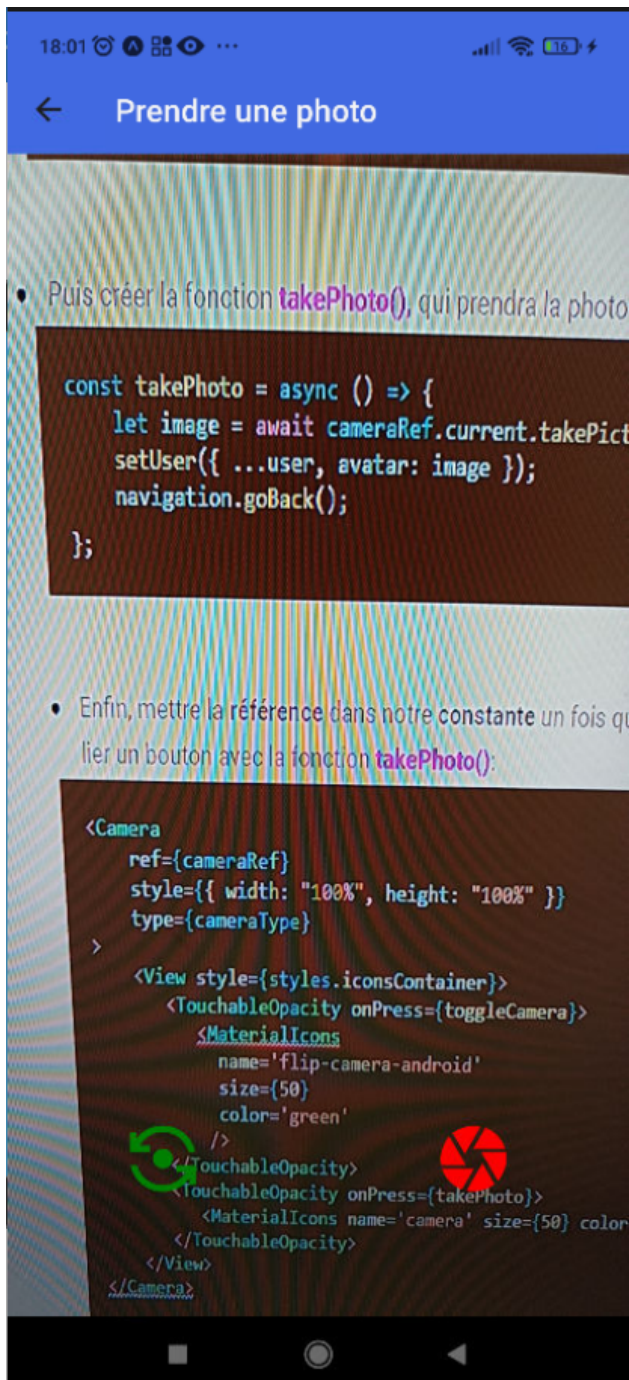 18:01
16
Prendre une photo
Puis créer la fonction takePhoto(), qui prendra la photo
const takePhoto = async () => {
let image = await cameraRef.current.takePict
setUser({ ...user, avatar: image });
navigation.goBack();
};
Enfin, mettre la référence dans notre constante un fois qu
lier un bouton avec la fonction takePhoto():
<Camera
ref={cameraRef}
style={{ width: "100%", height: "100%" }}
type={cameraType}
>
<View style={styles.iconsContainer}>
<TouchableOpacity onPress={toggleCamera}>
<MaterialIcons
name='flip-camera-android'
size={50}
color='green'
/>
</TouchableOpacity>
<TouchableOpacity onPress={takePhoto}>
<MaterialIcons name='camera' size={50} color
</TouchableOpacity>
</View>
</Camera>